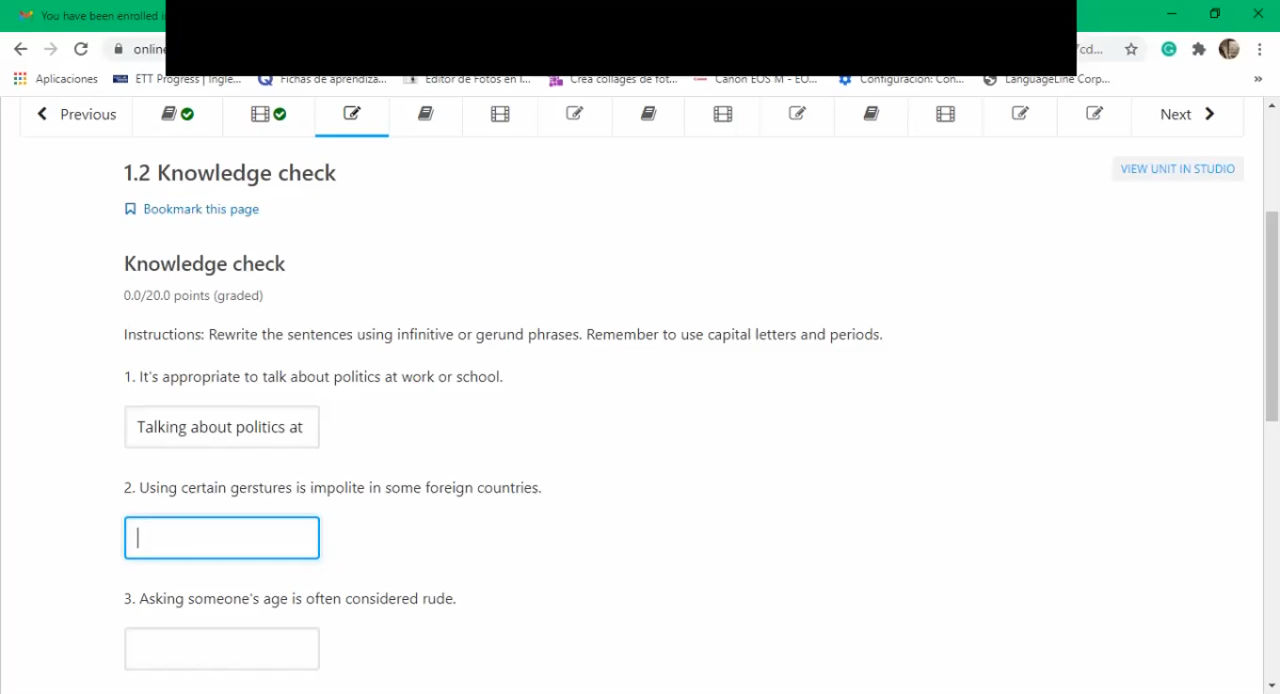 You have been enrolled i
online
'cd...
Aplicaciones ETT Progress | Ingle... Fichas de aprendiza... Editor de Fotos en l... Crea collages de fot... Canon EOS M - EO... Configuración: Con... LanguageLine Corp... »
Previous Next
1.2 Knowledge check
VIEW UNIT IN STUDIO
Bookmark this page
Knowledge check
0.0/20.0 points (graded)
Instructions: Rewrite the sentences using infinitive or gerund phrases. Remember to use capital letters and periods.
1. It's appropriate to talk about politics at work or school.
Talking about politics at
2. Using certain gerstures is impolite in some foreign countries.
3. Asking someone's age is often considered rude.